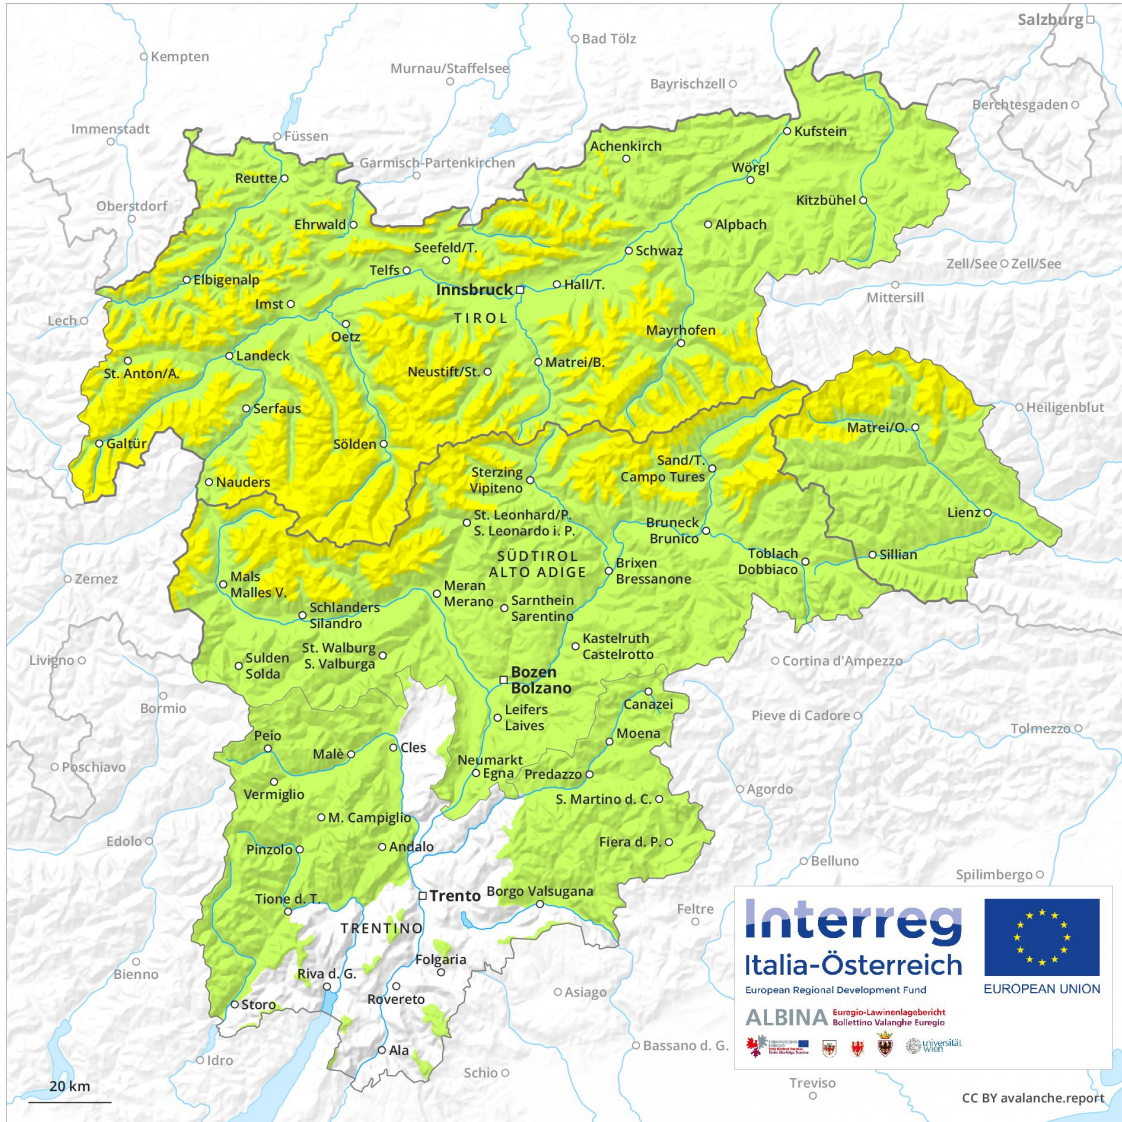 Salzburg
Bad Tölz
Kempten
Murnau/Staffelsee
Bayrischzell
Berchtesgaden
Immenstadt
Füssen
Kufstein
Achenkirch
Garmisch-Partenkirchen
Wörgl
Reutte
Kitzbühel
Oberstdorf
Ehrwald
Alpbach
Seefeld/T.
Schwaz
Telfs
Zell/See
Zell/See
Elbigenalp
Hall/T.
Innsbruck
Mittersill
Imst
TIROL
Lech
Mayrhofen
Oetz
Landeck
Matrei/B.
St. Anton/A.
Neustift/St.
Serfaus
Heiligenblut
Matrei/O.
Galtür
Sölden
Sand/T.
Campo Tures
Sterzing
Vipiteno
Nauders
Lienz
St. Leonhard/P.
S. Leonardo i. P.
Bruneck
Brunico
SÜDTIROL
ALTO ADIGE
Toblach
Dobbiaco
Sillian
Brixen
Bressanone
Zernez
Mals
Malles V.
Meran
Merano
Sarnthein
Sarentino
Schlanders
Silandro
Kastelruth
Castelrotto
St. Walburg
S. Valburga
Livigno
Sulden
Solda
Cortina d'Ampezzo
Bozen
Bolzano
Bormio
Canazei
Leifers
Laives
Pieve di Cadore
Tolmezzo
Peio
Moena
Malè
Cles
Neumarkt
Egna
Predazzo
Poschiavo
Vermiglio
Agordo
S. Martino d. C.
M. Campiglio
Edolo
Pinzolo
Andalo
Fiera d. P.
Belluno
Spilimbergo
Trento
Borgo Valsugana
Tione d. T.
Feltre
TRENTINO
Folgaria
Bienno
Riva d. G.
Rovereto
Asiago
Storo
Ala
Bassano d. G.
Idro
Schio
Treviso
20 km
Interreg
Italia-Österreich
European Regional Development Fund
EUROPEAN UNION
ALBINA
Euregio-Lawinenlagebericht
Bollettino Valanghe Euregio
universität
wien
CC BY avalanche.report